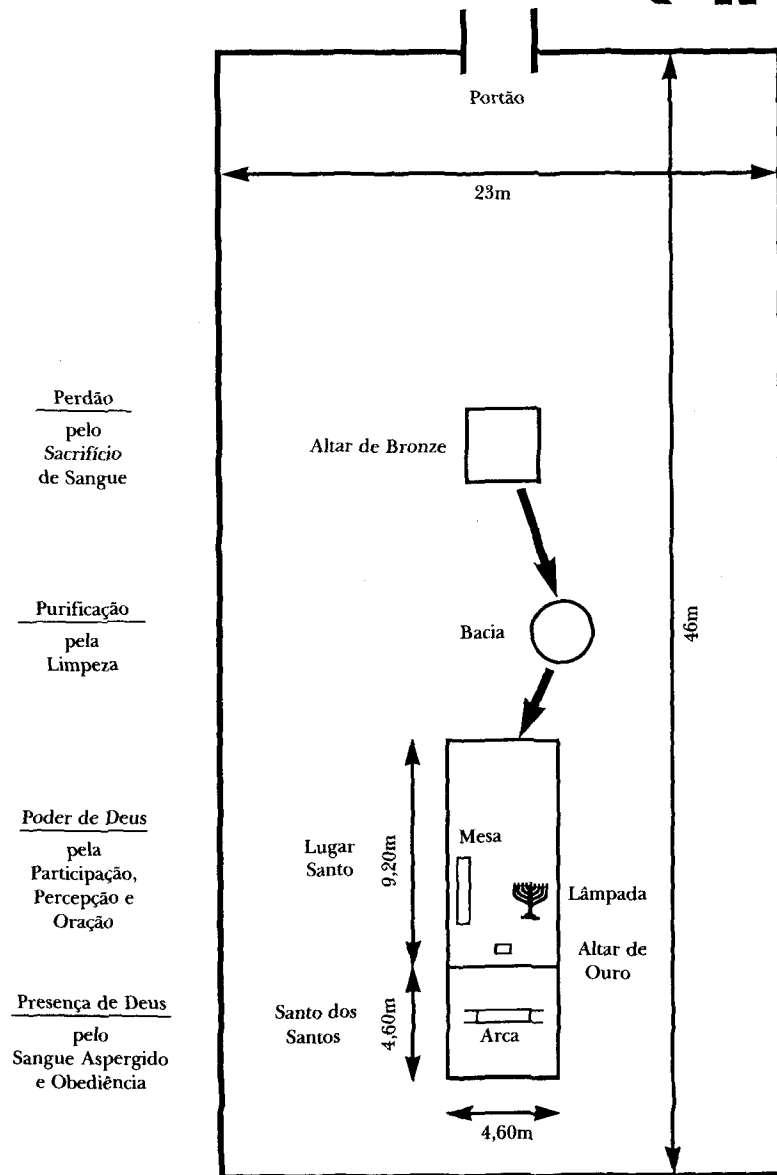 Portão
23m
Perdão
pelo
Sacrifício
de Sangue
Altar de Bronze
Purificação
pela
Limpeza
Bacia
46m
Poder de Deus
pela
Participação,
Percepção e
Oração
Lugar
Santo
9,20m
Mesa
Lâmpada
Altar de
Ouro
Presença de Deus
pelo
Sangue Aspergido
e Obediência
Santo dos
Santos
4,60m
Arca
4,60m